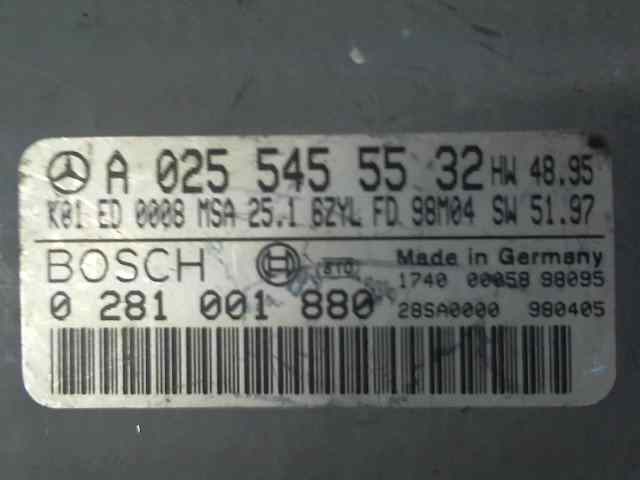 A 025 545 55 32 HW 48.95
K01 ED 0008 MSA 25.1 6ZYL FD 98M04 SW 51.97
BOSCH Made in Germany
1740 00058 98095
0 281 001 880 28SA0000 980405